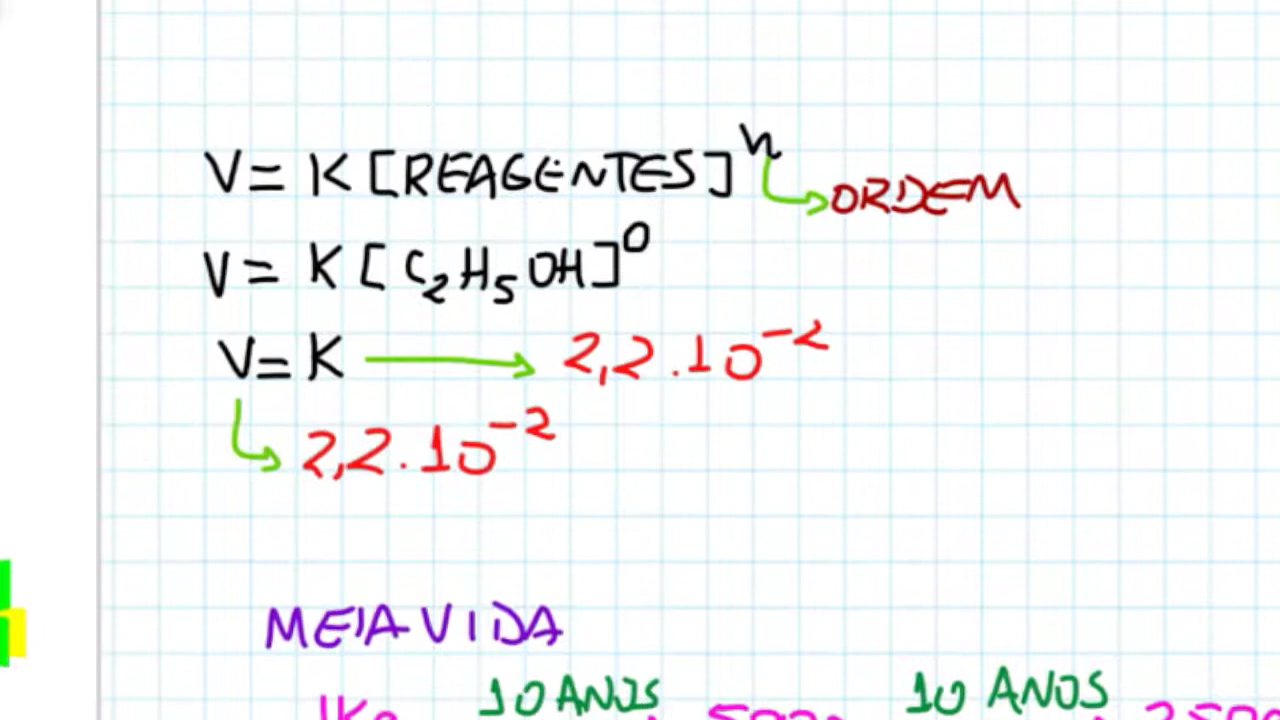 V = K [REAGENTES]ⁿ → ORDEM
V = K [C₂H₅OH]⁰
V = K → 2,2 . 10⁻²
↳ 2,2 . 10⁻²
MEIA VIDA
10 ANOS 10 ANOS